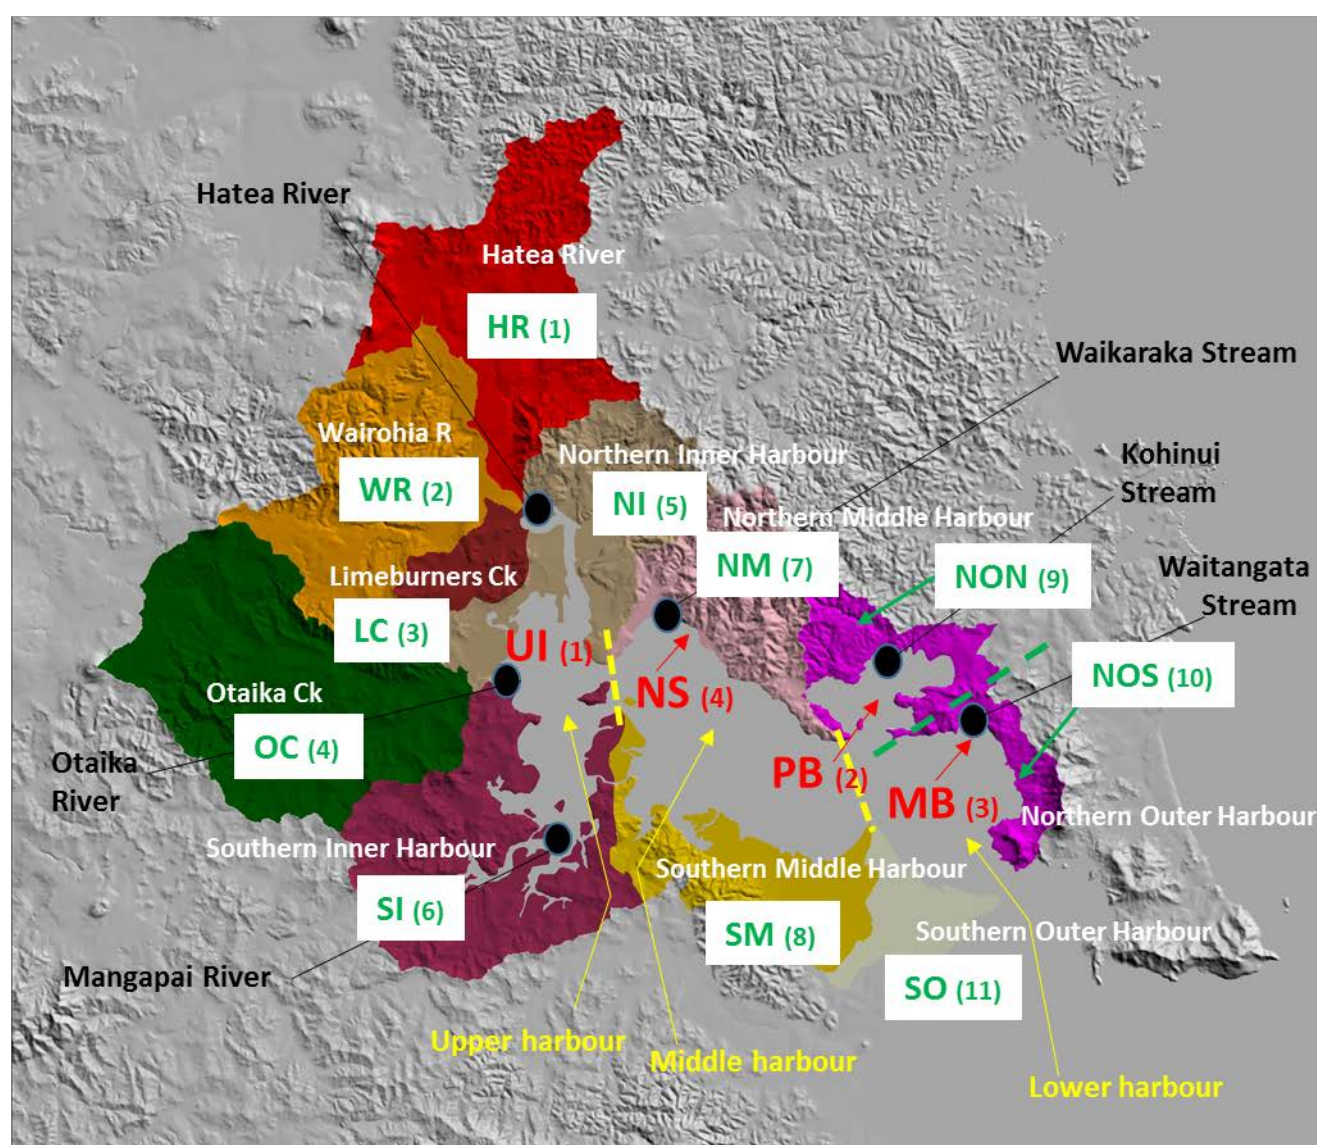 Hatea River
Hatea River
HR (1)
Waikaraka Stream
Wairohia R
WR (2)
Northern Inner Harbour
NI (5)
Kohinui
Stream
Northern Middle Harbour
NM (7)
NON (9)
Waitangata
Stream
Limeburners Ck
LC (3)
UI (1)
NS (4)
NOS (10)
Otaika Ck
OC (4)
Otaika
River
PB (2)
MB (3)
Northern Outer Harbour
Southern Inner Harbour
SI (6)
Southern Middle Harbour
SM (8)
Southern Outer Harbour
SO (11)
Mangapai River
Upper harbour
Middle harbour
Lower harbour